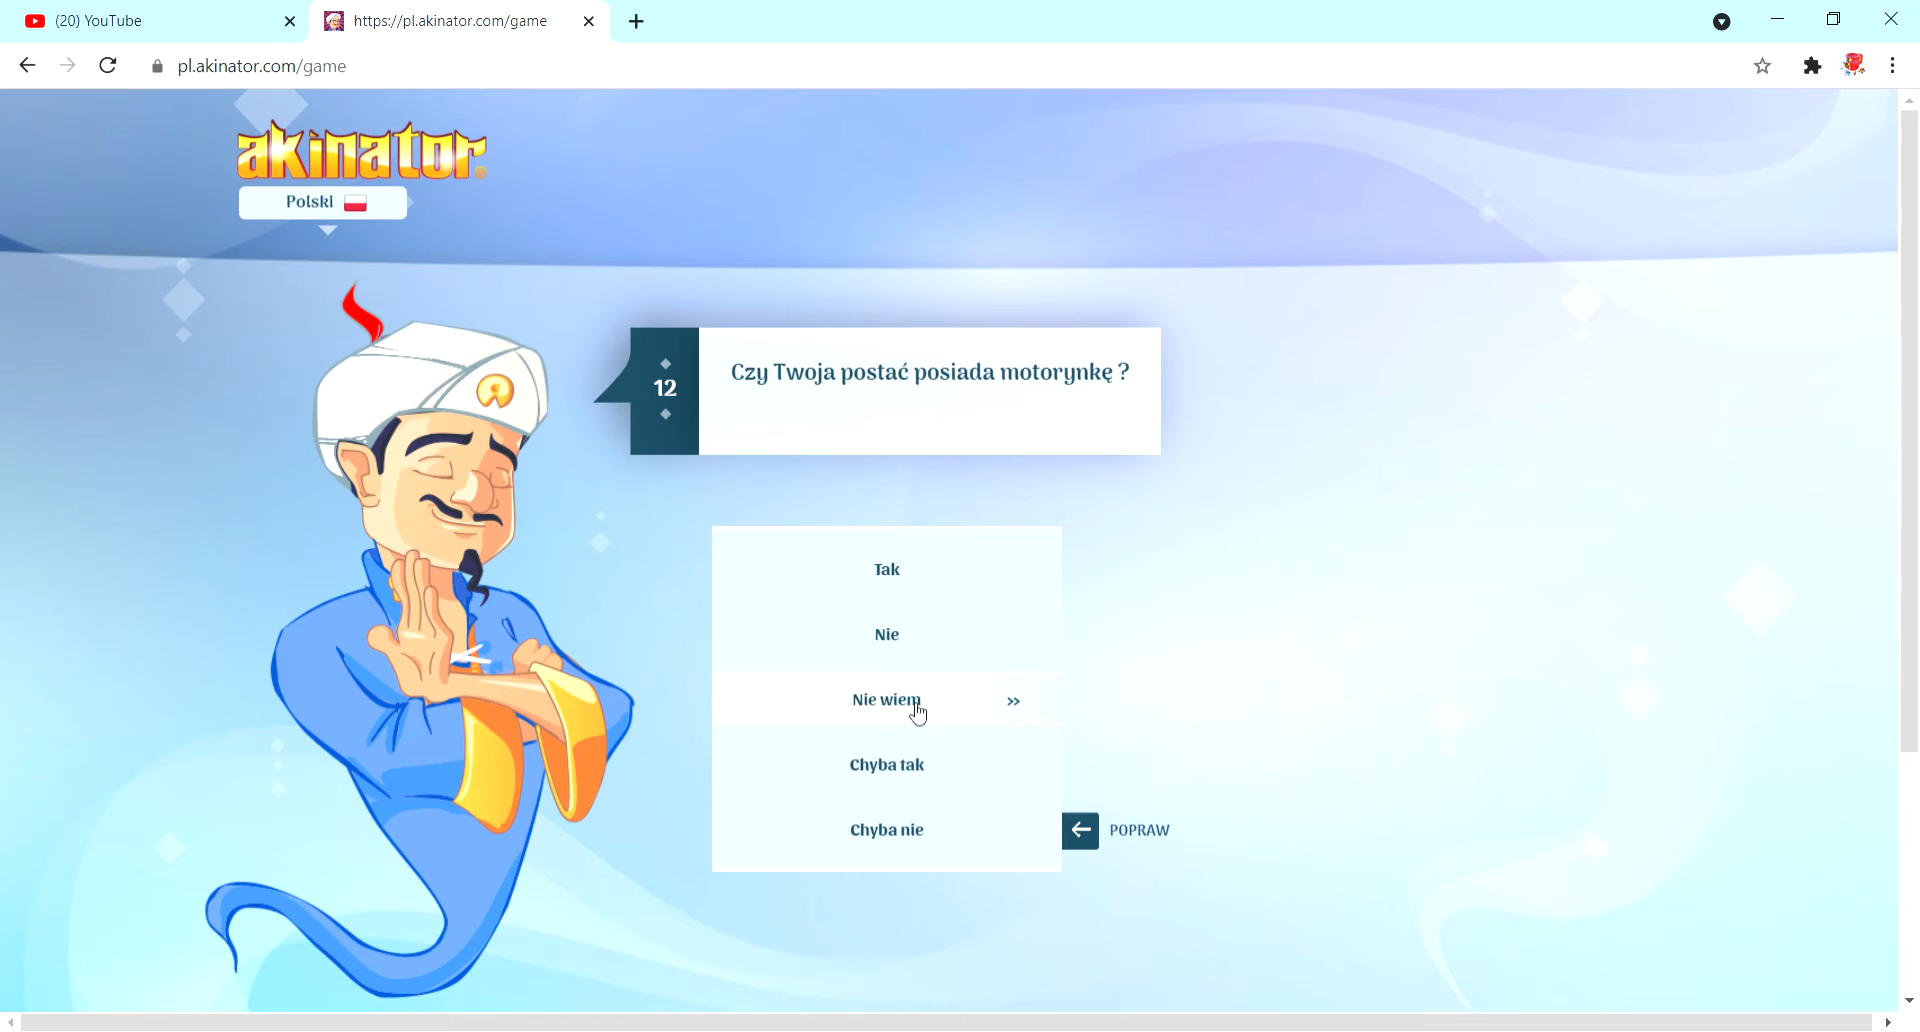 (20) YouTube
https://pl.akinator.com/game
pl.akinator.com/game
akinator
Polski
12
Czy Twoja postać posiada motorynkę ?
Tak
Nie
Nie wiem
Chyba tak
Chyba nie
POPRAW